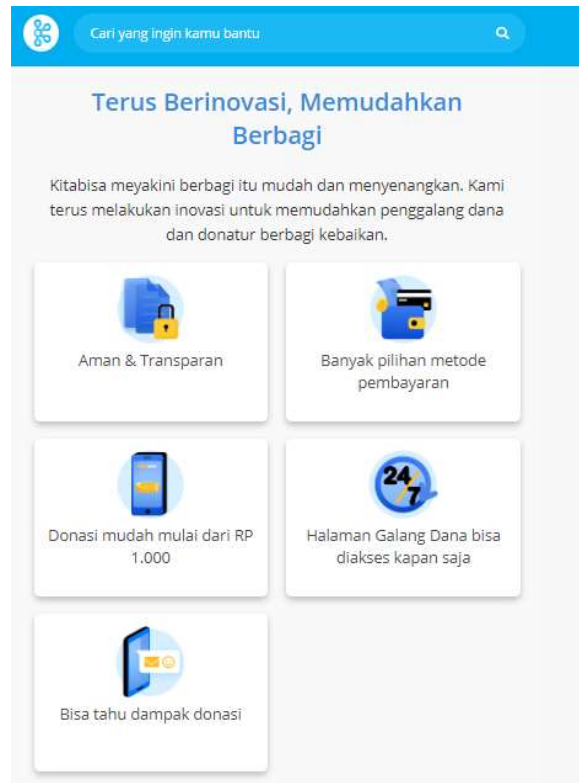 Cari yang ingin kamu bantu
Terus Berinovasi, Memudahkan
Berbagi
Kitabisa meyakini berbagi itu mudah dan menyenangkan. Kami
terus melakukan inovasi untuk memudahkan penggalang dana
dan donatur berbagi kebaikan.
Aman & Transparan
Banyak pilihan metode
pembayaran
Donasi mudah mulai dari RP
1.000
24/7
Halaman Galang Dana bisa
diakses kapan saja
Bisa tahu dampak donasi